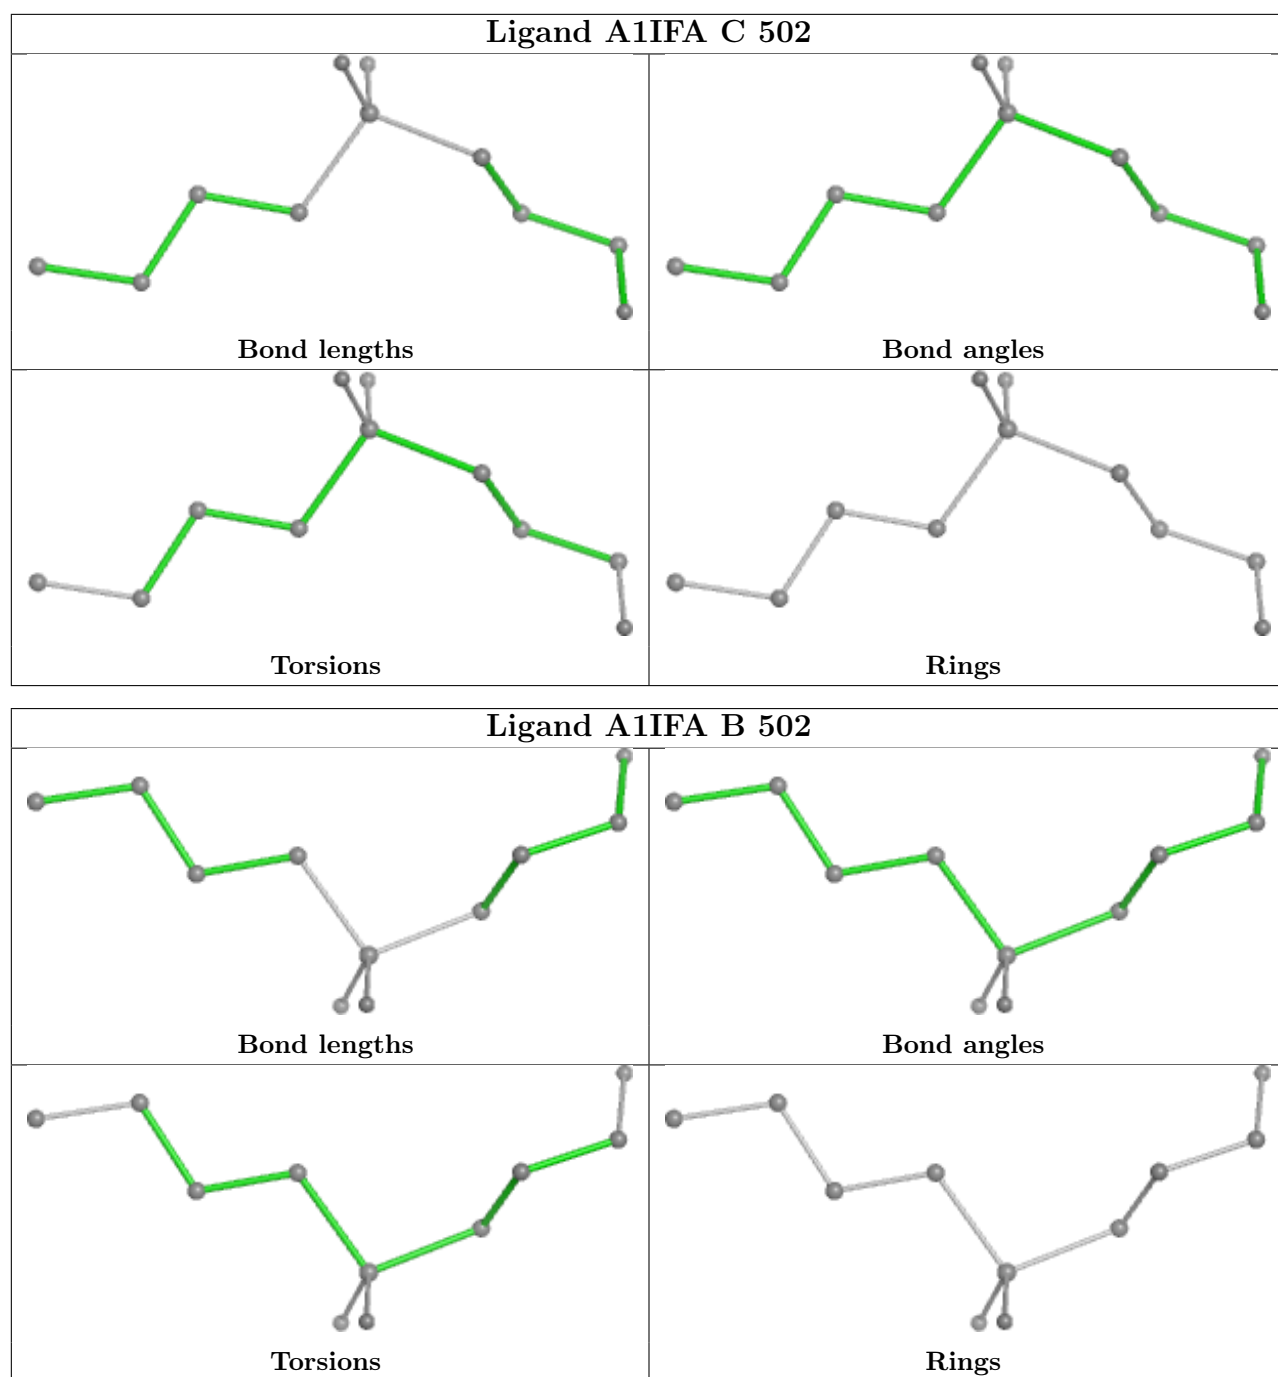 Ligand A1IFA C 502
Bond lengths
Bond angles
Torsions
Rings
Ligand A1IFA B 502
Bond lengths
Bond angles
Torsions
Rings